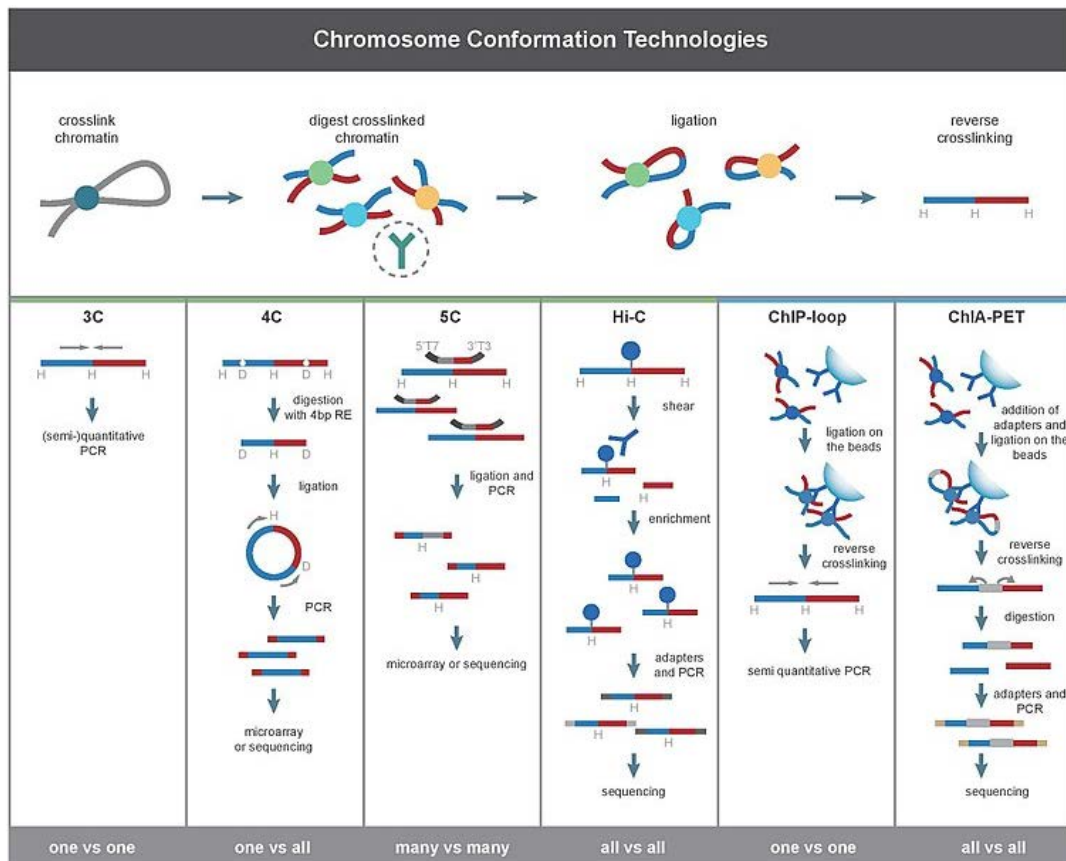 Chromosome Conformation Technologies
crosslink
chromatin
digest crosslinked
chromatin
ligation
reverse
crosslinking
H H H
3C
H H H
(semi-)quantitative
PCR
4C
H D H D H
digestion
with 4bp RE
D H D
ligation
H
D
PCR
microarray
or sequencing
5C
5'T7 3'T3
H H H
ligation and
PCR
H
H
H
microarray or sequencing
Hi-C
H H H
shear
H
enrichment
H
H H
adapters
and PCR
H
H H
sequencing
ChIP-loop
ligation on
the beads
reverse
crosslinking
H H H
semi quantitative PCR
ChIA-PET
addition of
adapters and
ligation on the
beads
reverse
crosslinking
digestion
adapters and
PCR
sequencing
one vs one
one vs all
many vs many
all vs all
one vs one
all vs all